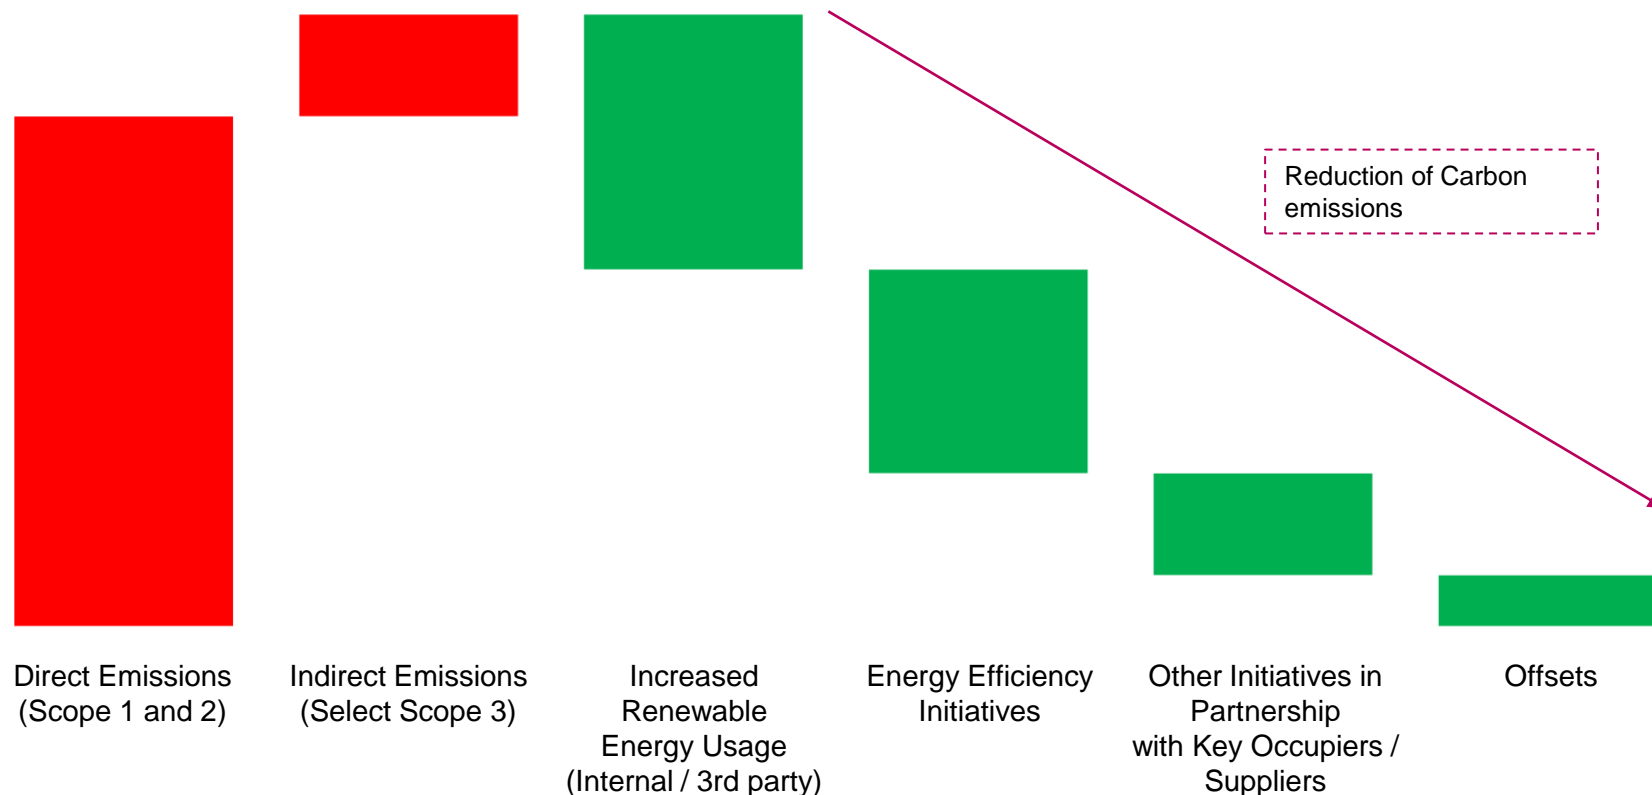 Reduction of Carbon
emissions
Direct Emissions
(Scope 1 and 2)
Indirect Emissions
(Select Scope 3)
Increased
Renewable
Energy Usage
(Internal / 3rd party)
Energy Efficiency
Initiatives
Other Initiatives in
Partnership
with Key Occupiers /
Suppliers
Offsets